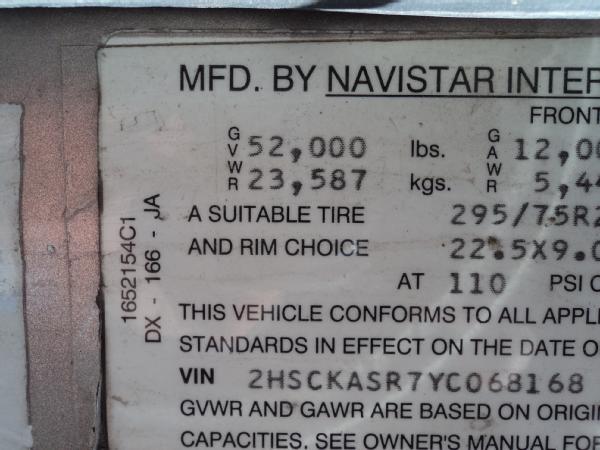 MFD. BY NAVISTAR INTER
FRONT
GVWR 52,000 lbs. GAWR 12,00
23,587 kgs. 5,44
A SUITABLE TIRE 295/75R2
AND RIM CHOICE 22.5X9.0
AT 110 PSI C
THIS VEHICLE CONFORMS TO ALL APPL
STANDARDS IN EFFECT ON THE DATE O
VIN 2HSCKASR7YC068168
GVWR AND GAWR ARE BASED ON ORIGI
CAPACITIES. SEE OWNER'S MANUAL FOR
1652154C1
DX - 166 - JA